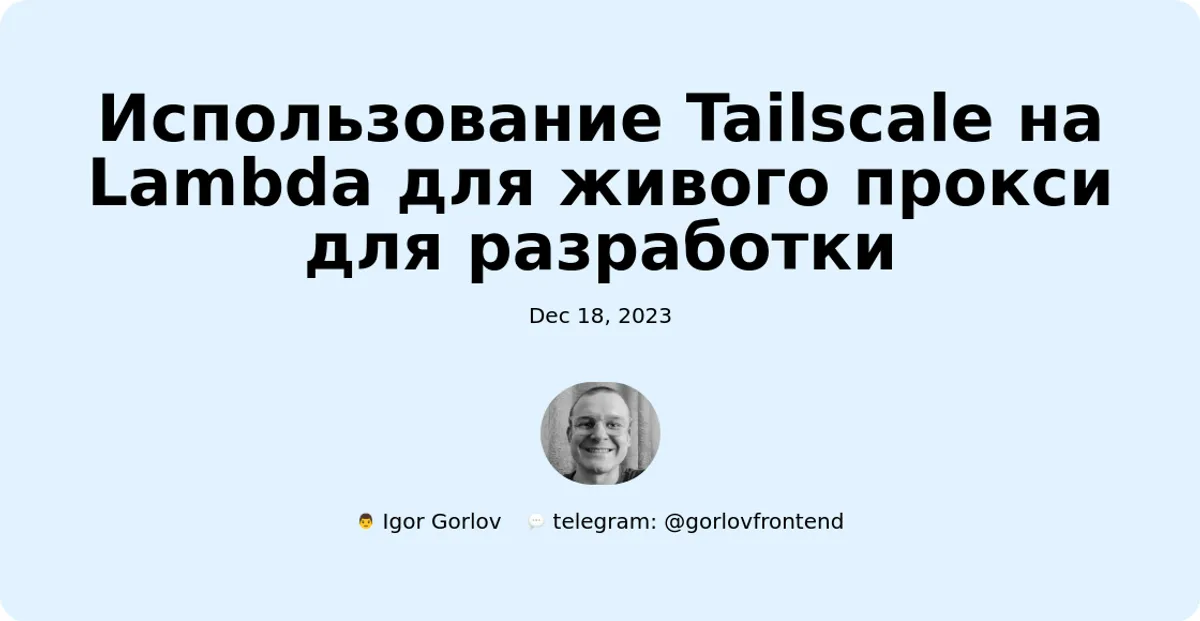 Использование Tailscale на
Lambda для живого прокси
для разработки
Dec 18, 2023
👨 Igor Gorlov 💬 telegram: @gorlovfrontend